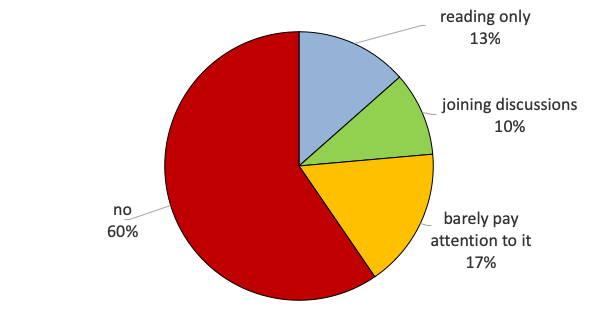 reading only
13%
joining discussions
10%
barely pay
attention to it
17%
no
60%